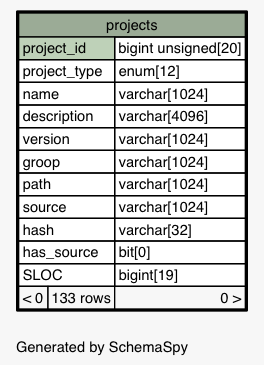 projects
project_id bigint unsigned[20]
project_type enum[12]
name varchar[1024]
description varchar[4096]
version varchar[1024]
groop varchar[1024]
path varchar[1024]
source varchar[1024]
hash varchar[32]
has_source bit[0]
SLOC bigint[19]
< 0 133 rows 0 >
Generated by SchemaSpy